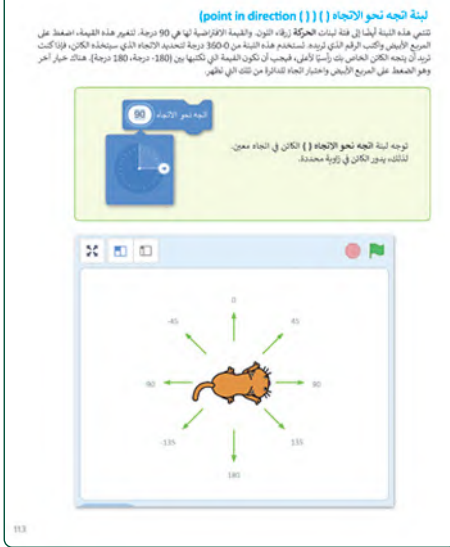 لبنة اتجه نحو الاتجاه ( ) (point in direction ( ) )
تنتمي هذه اللبنة أيضًا إلى فئة لبنات الحركة زرقاء اللون. والقيمة الافتراضية لها هي 90 درجة. لتغيير هذه القيمة، اضغط على
المربع الأبيض واكتب الرقم الذي تريده. تستخدم هذه اللبنة من 0-360 درجة لتحديد الاتجاه الذي سيتخذه الكائن، فإذا كنت
تريد أن يتجه الكائن الخاص بك رأسيًا لأعلى، فيجب أن تكون القيمة التي تكتبها بين (180- درجة، 180 درجة). هناك خيار آخر
وهو الضغط على المربع الأبيض واختيار اتجاه للدائرة من تلك التي تظهر.
اتجه نحو الاتجاه 90
توجه لبنة اتجه نحو الاتجاه ( ) الكائن في اتجاه معين.
لذلك، يدور الكائن في زاوية محددة.
0
-45 45
-90 90
-135 135
180
113